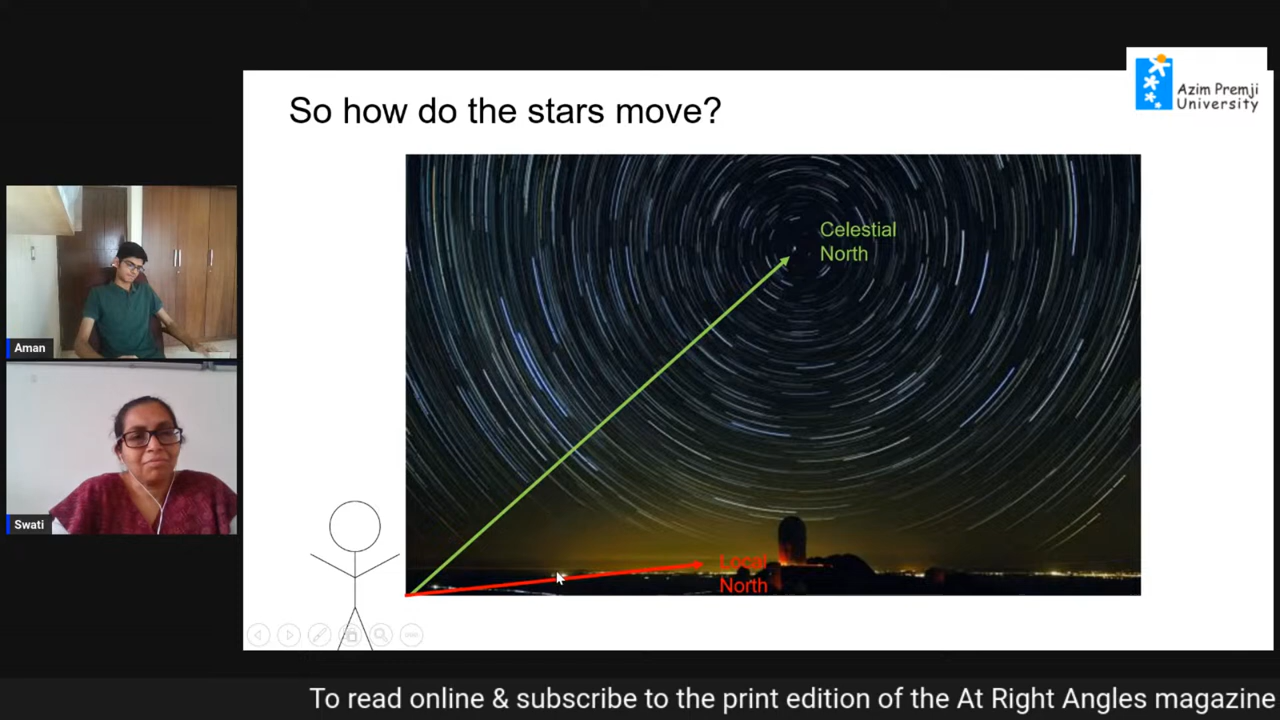 So how do the stars move?
Azim Premji
University
Celestial
North
Aman
Swati
Local
North
To read online & subscribe to the print edition of the At Right Angles magazine